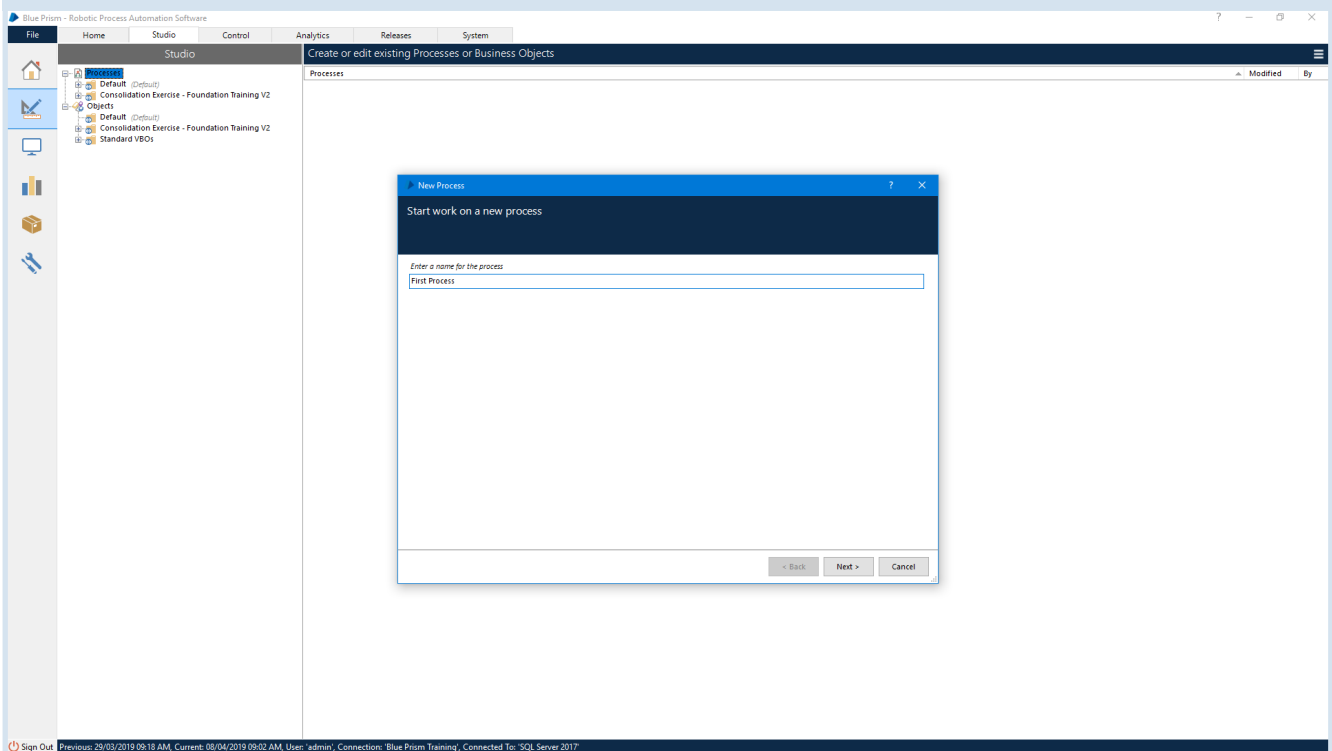 Blue Prism - Robotic Process Automation Software
?
File Home Studio Control Analytics Releases System
Studio
Create or edit existing Processes or Business Objects
Processes
Default (Default)
Consolidation Exercise - Foundation Training V2
Objects
Default (Default)
Consolidation Exercise - Foundation Training V2
Standard VBOs
Processes Modified By
New Process ?
Start work on a new process
Enter a name for the process
First Process
< Back Next > Cancel
Sign Out Previous: 29/03/2019 09:18 AM, Current: 08/04/2019 09:02 AM, User: 'admin', Connection: 'Blue Prism Training', Connected To: 'SQL Server 2017'